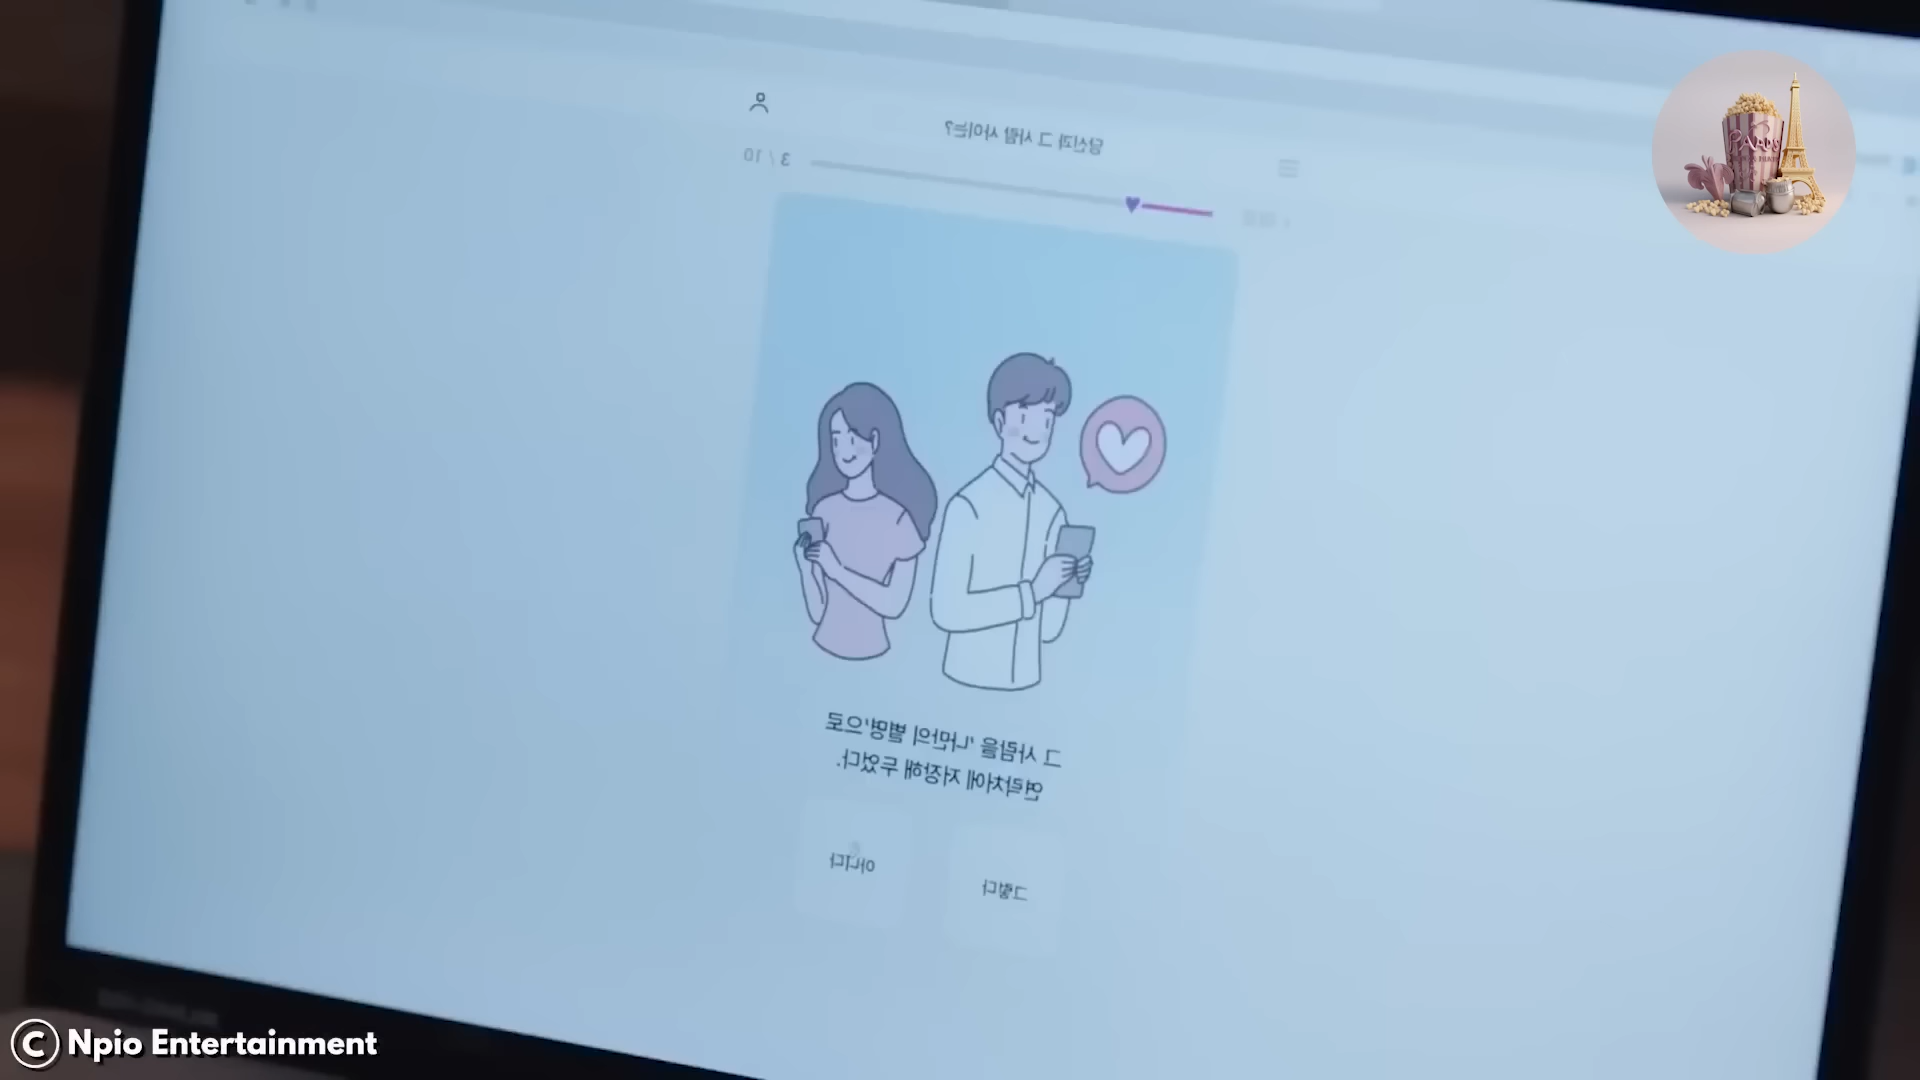 당신과 그 사람 사이는?
3 / 10
그 사람을 '나만의 별명'으로
연락처에 저장해 두었다.
그렇다
아니다
PARIS
© Npio Entertainment